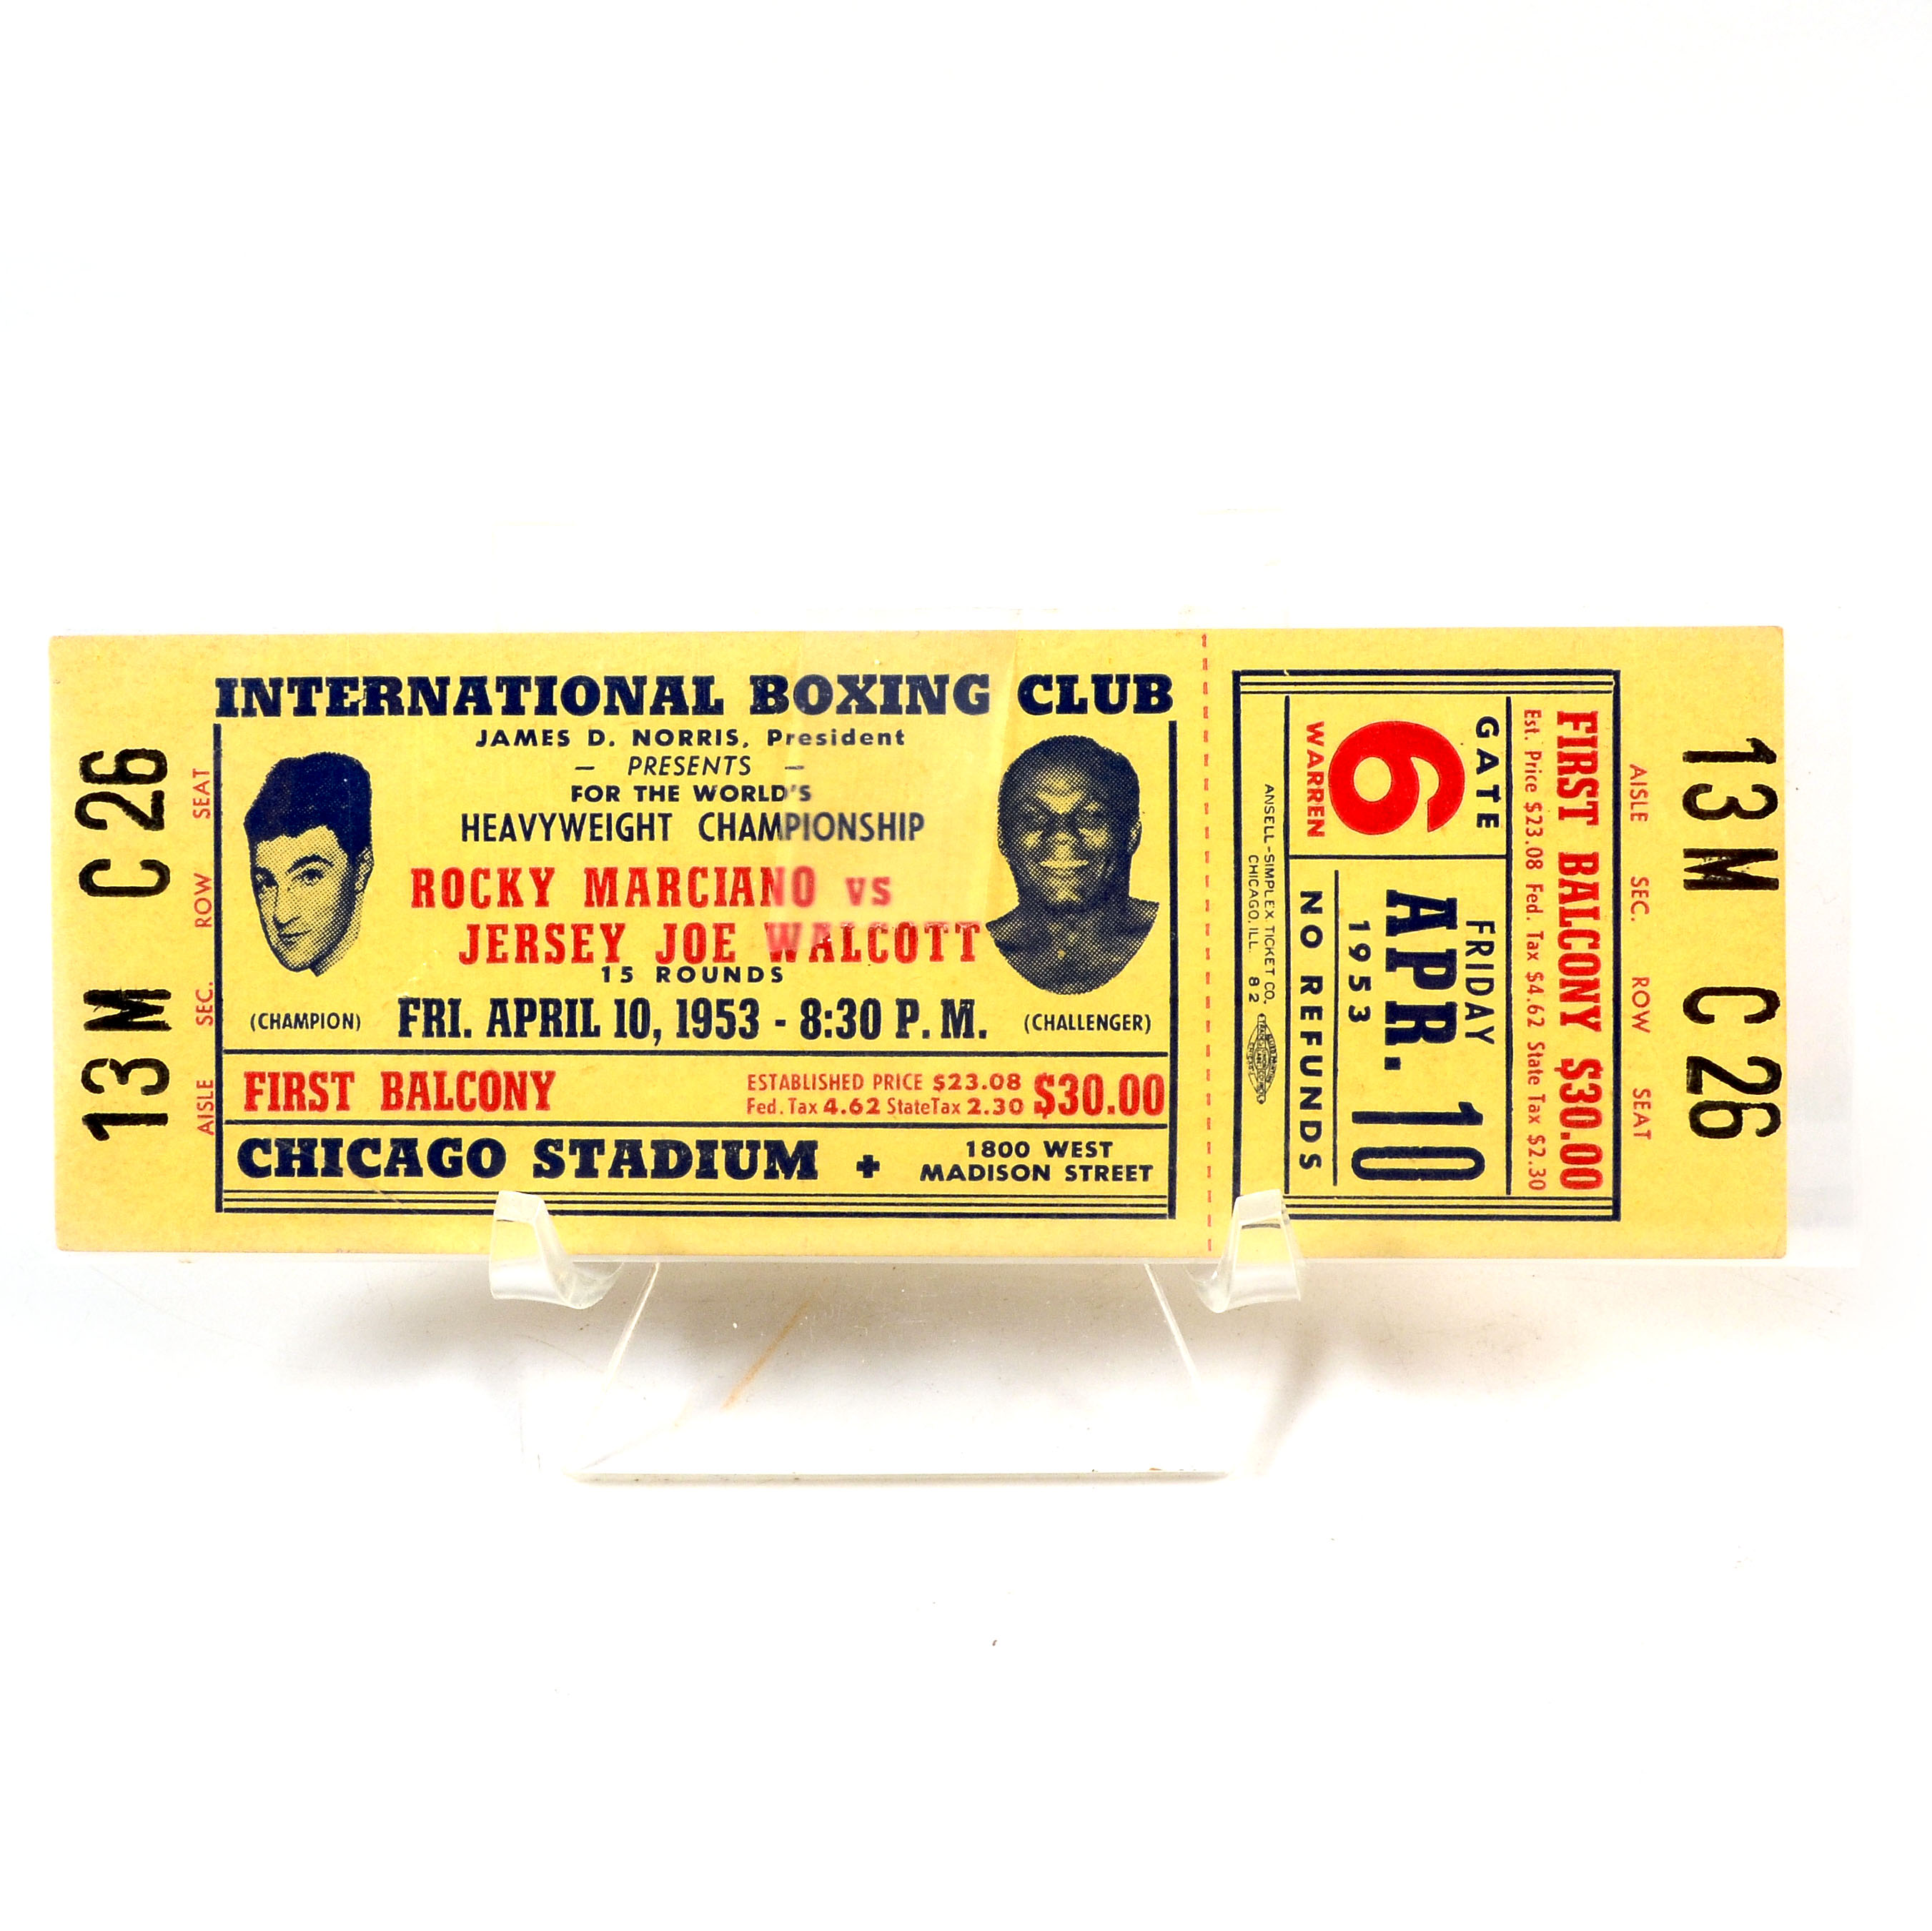 13 M C 26
AISLE SEC. ROW SEAT
INTERNATIONAL BOXING CLUB
JAMES D. NORRIS, President
- PRESENTS -
FOR THE WORLD'S
HEAVYWEIGHT CHAMPIONSHIP
ROCKY MARCIANO VS
JERSEY JOE WALCOTT
15 ROUNDS
(CHAMPION) FRI. APRIL 10, 1953 - 8:30 P.M. (CHALLENGER)
FIRST BALCONY
ESTABLISHED PRICE $23.08
Fed. Tax 4.62 State Tax 2.30
$30.00
CHICAGO STADIUM +
1800 WEST
MADISON STREET
13 M C 26
AISLE SEC. ROW SEAT
FIRST BALCONY $30.00
Est. Price $23.08 Fed. Tax $4.62 State Tax $2.30
GATE
6
WARREN
FRIDAY
APR. 10
1953
NO REFUNDS
ANSELL-SIMPLEX TICKET CO.
CHICAGO, ILL. 82